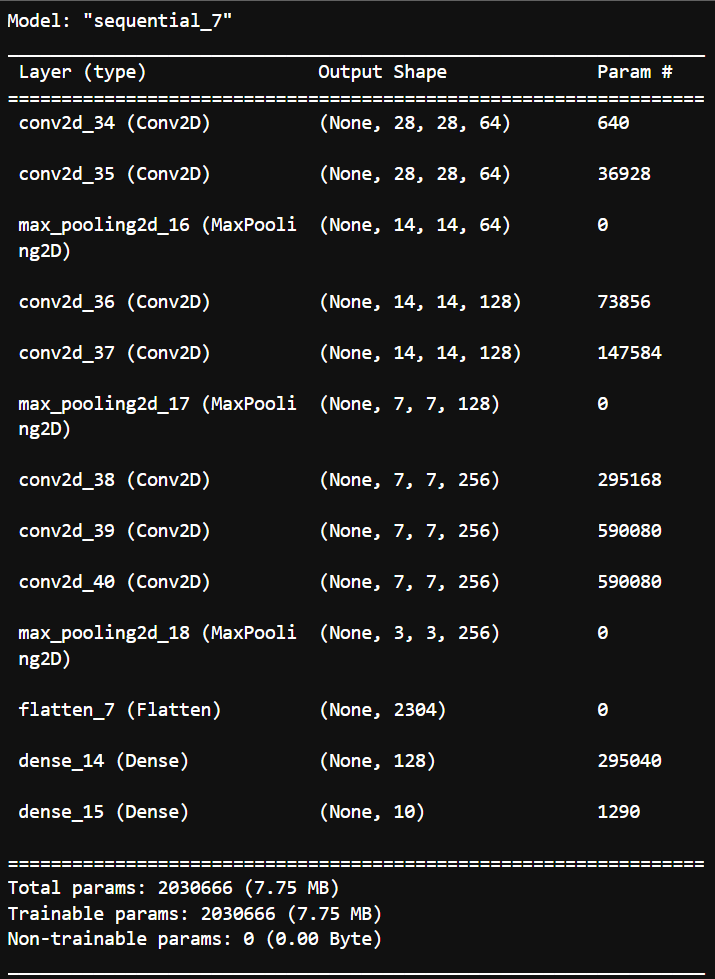 Model: "sequential_7"
_________________________________________________________________
Layer (type) Output Shape Param #
=================================================================
conv2d_34 (Conv2D) (None, 28, 28, 64) 640
conv2d_35 (Conv2D) (None, 28, 28, 64) 36928
max_pooling2d_16 (MaxPooli (None, 14, 14, 64) 0
ng2D)
conv2d_36 (Conv2D) (None, 14, 14, 128) 73856
conv2d_37 (Conv2D) (None, 14, 14, 128) 147584
max_pooling2d_17 (MaxPooli (None, 7, 7, 128) 0
ng2D)
conv2d_38 (Conv2D) (None, 7, 7, 256) 295168
conv2d_39 (Conv2D) (None, 7, 7, 256) 590080
conv2d_40 (Conv2D) (None, 7, 7, 256) 590080
max_pooling2d_18 (MaxPooli (None, 3, 3, 256) 0
ng2D)
flatten_7 (Flatten) (None, 2304) 0
dense_14 (Dense) (None, 128) 295040
dense_15 (Dense) (None, 10) 1290
=================================================================
Total params: 2030666 (7.75 MB)
Trainable params: 2030666 (7.75 MB)
Non-trainable params: 0 (0.00 Byte)
_________________________________________________________________